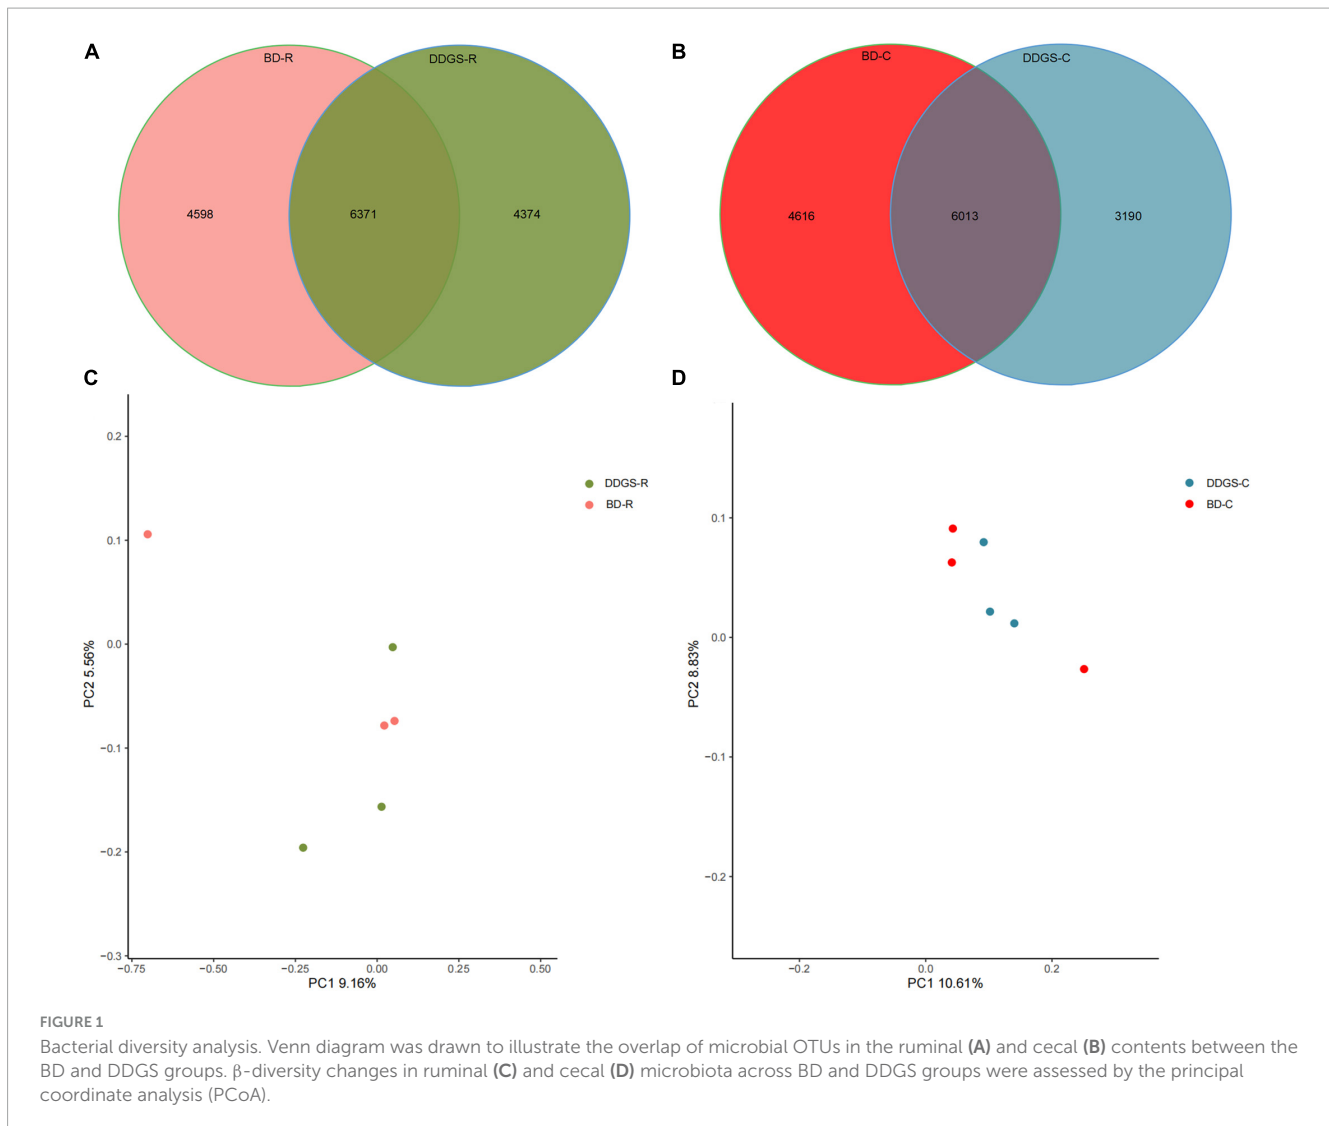 A
BD-R
DDGS-R
4598
6371
4374
B
BD-C
DDGS-C
4616
6013
3190
C
0.2
0.1
0.0
−0.1
−0.2
−0.3
PC2 5.56%
−0.75
−0.50
−0.25
0.00
0.25
0.50
PC1 9.16%
DDGS-R
BD-R
D
0.1
0.0
−0.1
−0.2
PC2 8.83%
−0.2
0.0
0.2
PC1 10.61%
DDGS-C
BD-C
FIGURE 1
Bacterial diversity analysis. Venn diagram was drawn to illustrate the overlap of microbial OTUs in the ruminal (A) and cecal (B) contents between the
BD and DDGS groups. β-diversity changes in ruminal (C) and cecal (D) microbiota across BD and DDGS groups were assessed by the principal
coordinate analysis (PCoA).